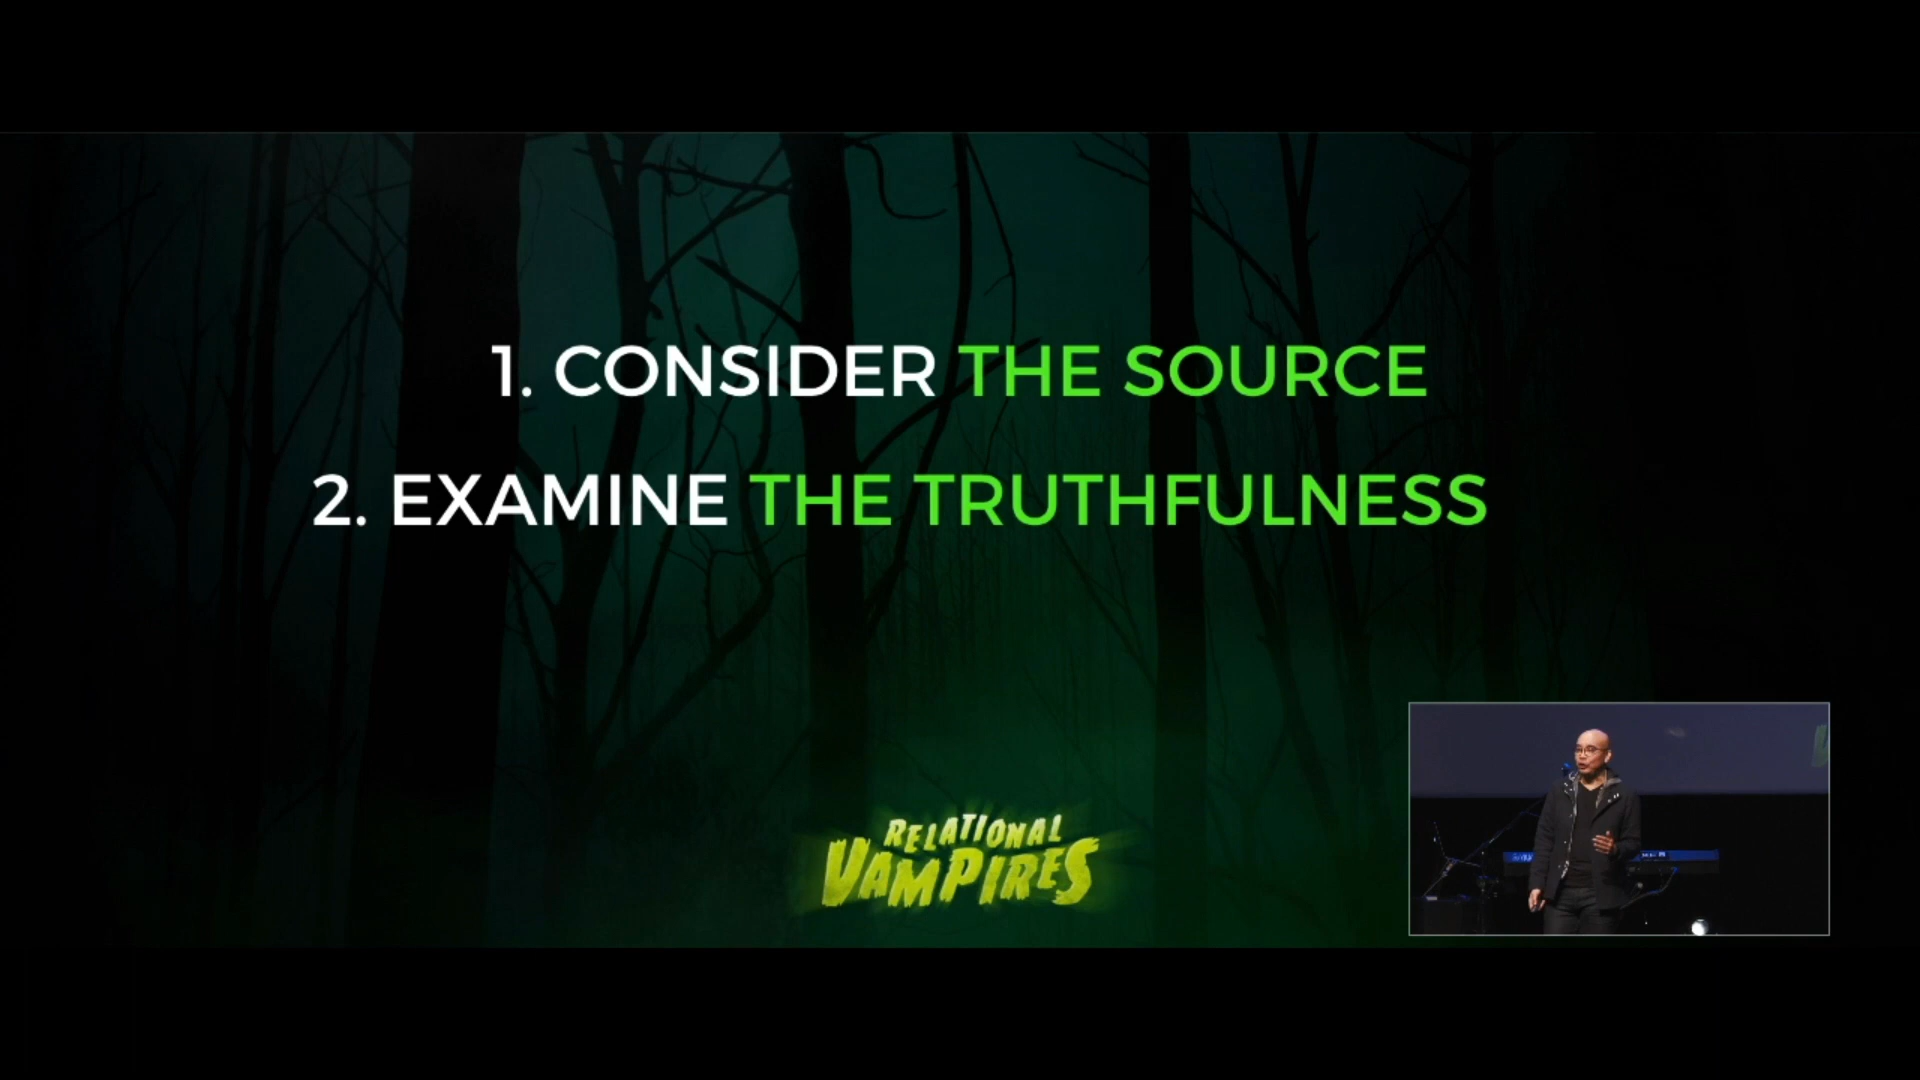 1. CONSIDER THE SOURCE
2. EXAMINE THE TRUTHFULNESS
RELATIONAL
VAMPIRES